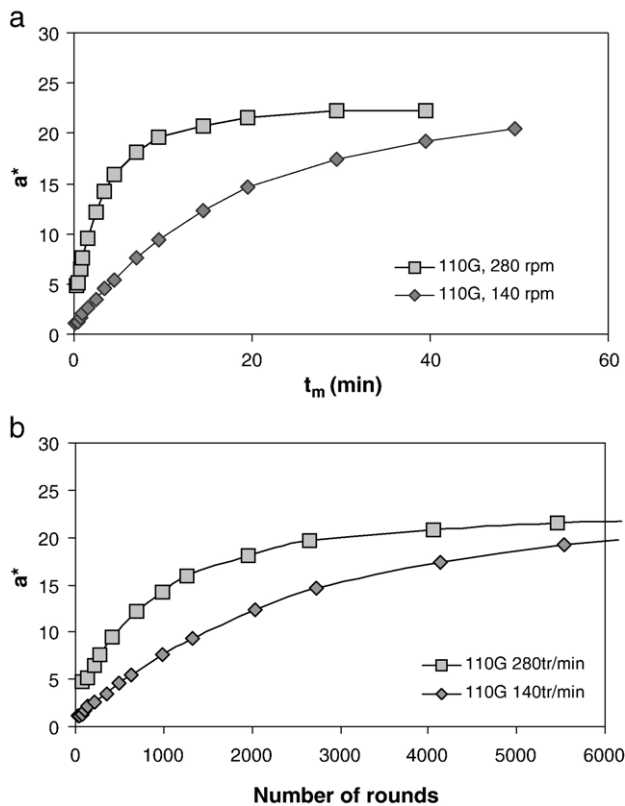 a
30
25
20
15
10
5
0
a*
110G, 280 rpm
110G, 140 rpm
0 20 40 60
tm (min)
b
30
25
20
15
10
5
0
a*
110G 280tr/min
110G 140tr/min
0 1000 2000 3000 4000 5000 6000
Number of rounds